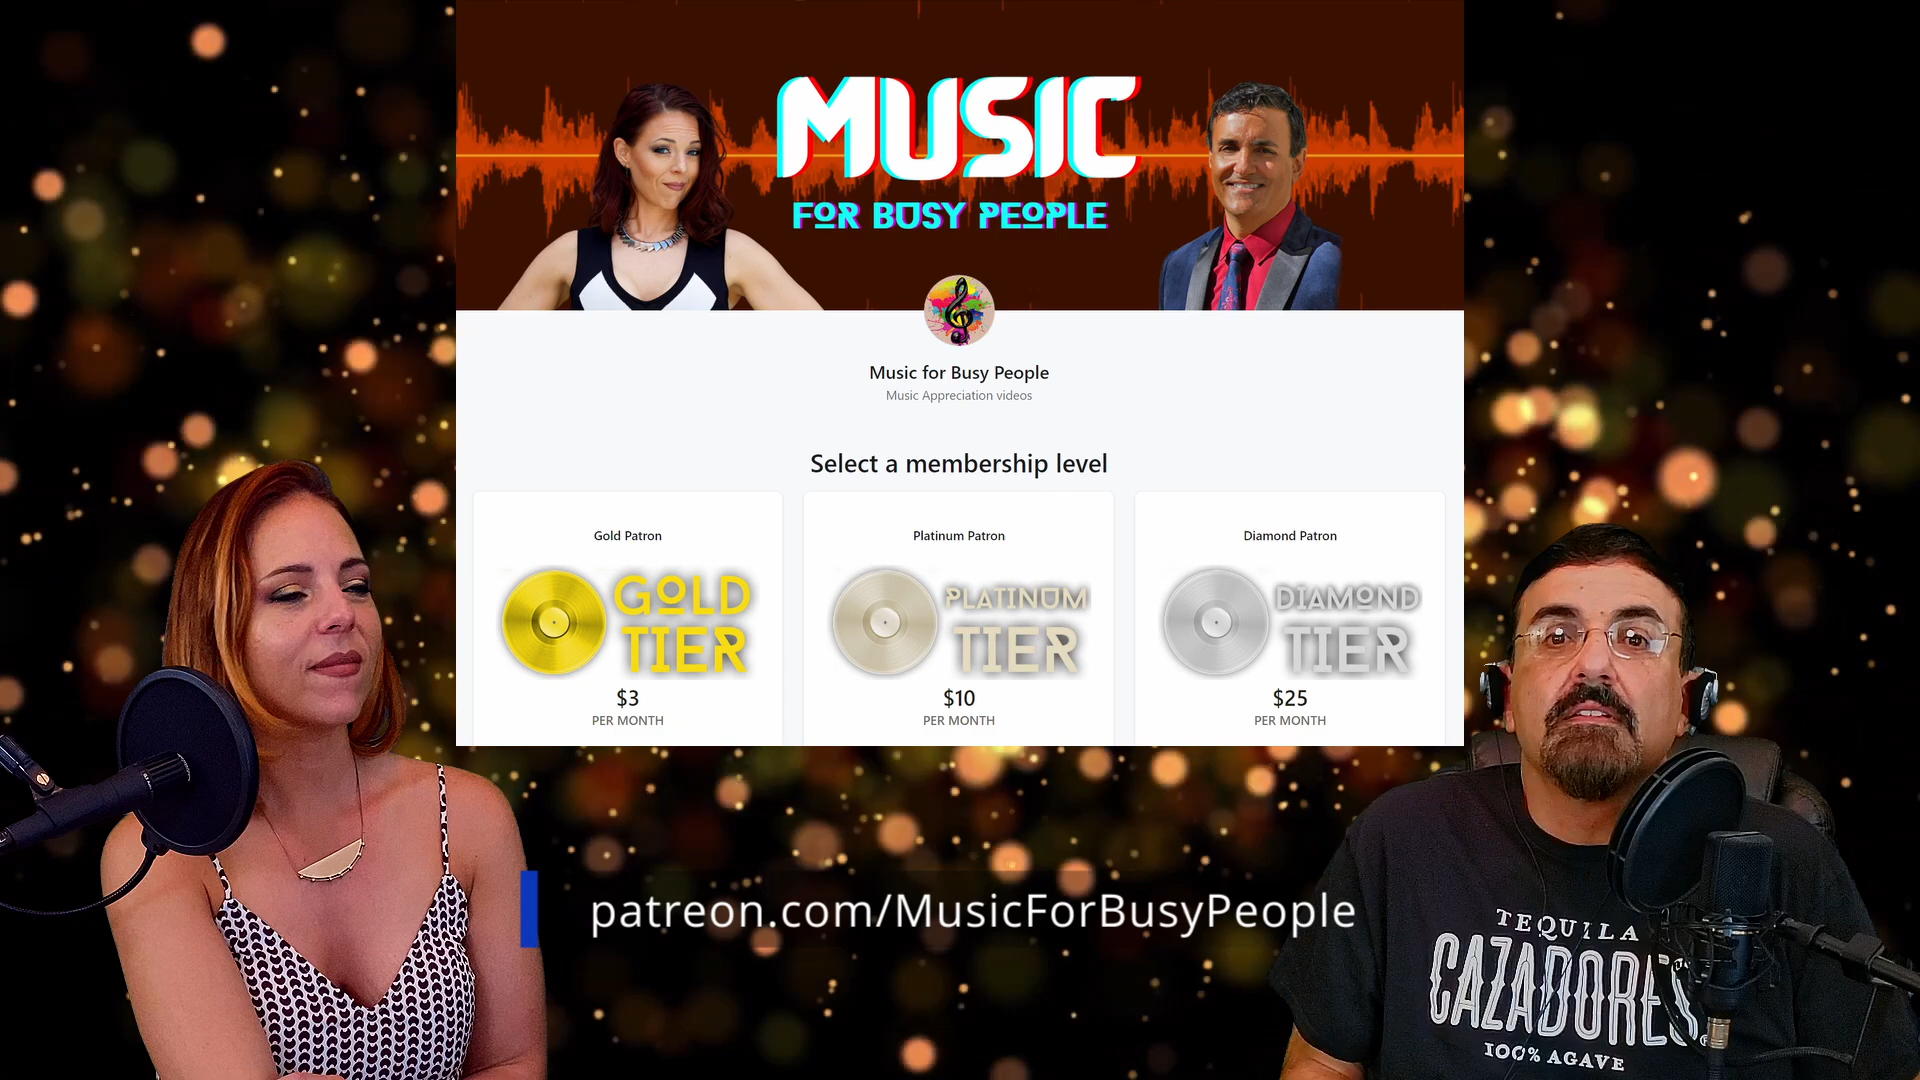 MUSIC
FOR BUSY PEOPLE
Music for Busy People
Music Appreciation videos
Select a membership level
Gold Patron
GOLD
TIER
$3
PER MONTH
Platinum Patron
PLATINUM
TIER
$10
PER MONTH
Diamond Patron
DIAMOND
TIER
$25
PER MONTH
patreon.com/MusicForBusyPeople
TEQUILA
CAZADORES
100% AGAVE